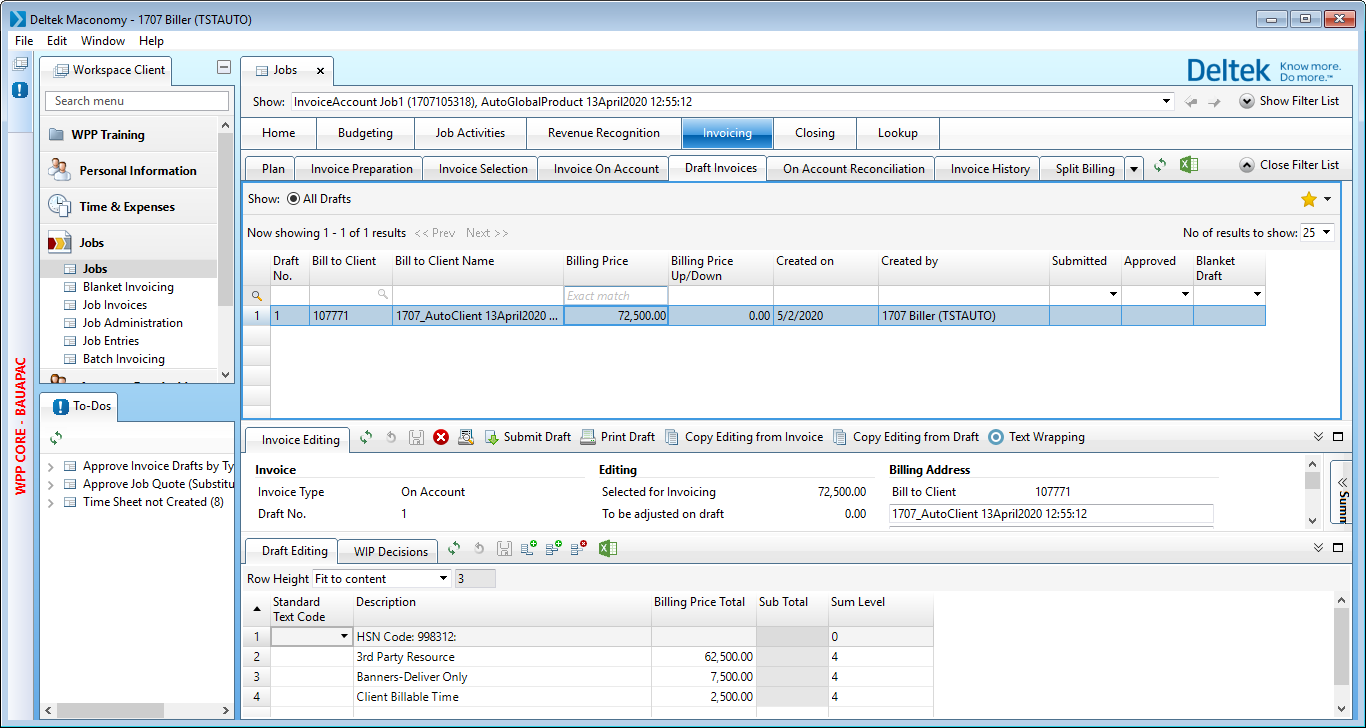 Deltek Maconomy - 1707 Biller (TSTAUTO)
File Edit Window Help
Workspace Client
Search menu
WPP Training
Personal Information
Time & Expenses
Jobs
Jobs
Blanket Invoicing
Job Invoices
Job Administration
Job Entries
Batch Invoicing
WPP CORE - BAUAPAC
To-Dos
Approve Invoice Drafts by Ty
Approve Job Quote (Substitu
Time Sheet not Created (8)
Jobs
Deltek Know more.
Do more.™
Show: InvoiceAccount Job1 (1707105318), AutoGlobalProduct 13April2020 12:55:12 Show Filter List
Home Budgeting Job Activities Revenue Recognition Invoicing Closing Lookup
Plan Invoice Preparation Invoice Selection Invoice On Account Draft Invoices On Account Reconciliation Invoice History Split Billing Close Filter List
Show: All Drafts
Now showing 1 - 1 of 1 results << Prev Next >> No of results to show: 25
Draft No. Bill to Client Bill to Client Name Billing Price Billing Price Up/Down Created on Created by Submitted Approved Blanket Draft
Exact match
1 1 107771 1707_AutoClient 13April2020 ... 72,500.00 0.00 5/2/2020 1707 Biller (TSTAUTO)
Invoice Editing Submit Draft Print Draft Copy Editing from Invoice Copy Editing from Draft Text Wrapping
Invoice Editing Billing Address
Invoice Type On Account Selected for Invoicing 72,500.00 Bill to Client 107771
Draft No. 1 To be adjusted on draft 0.00 1707_AutoClient 13April2020 12:55:12
Summ
Draft Editing WIP Decisions
Row Height Fit to content 3
Standard Text Code Description Billing Price Total Sub Total Sum Level
1 HSN Code: 998312: 0
2 3rd Party Resource 62,500.00 4
3 Banners-Deliver Only 7,500.00 4
4 Client Billable Time 2,500.00 4